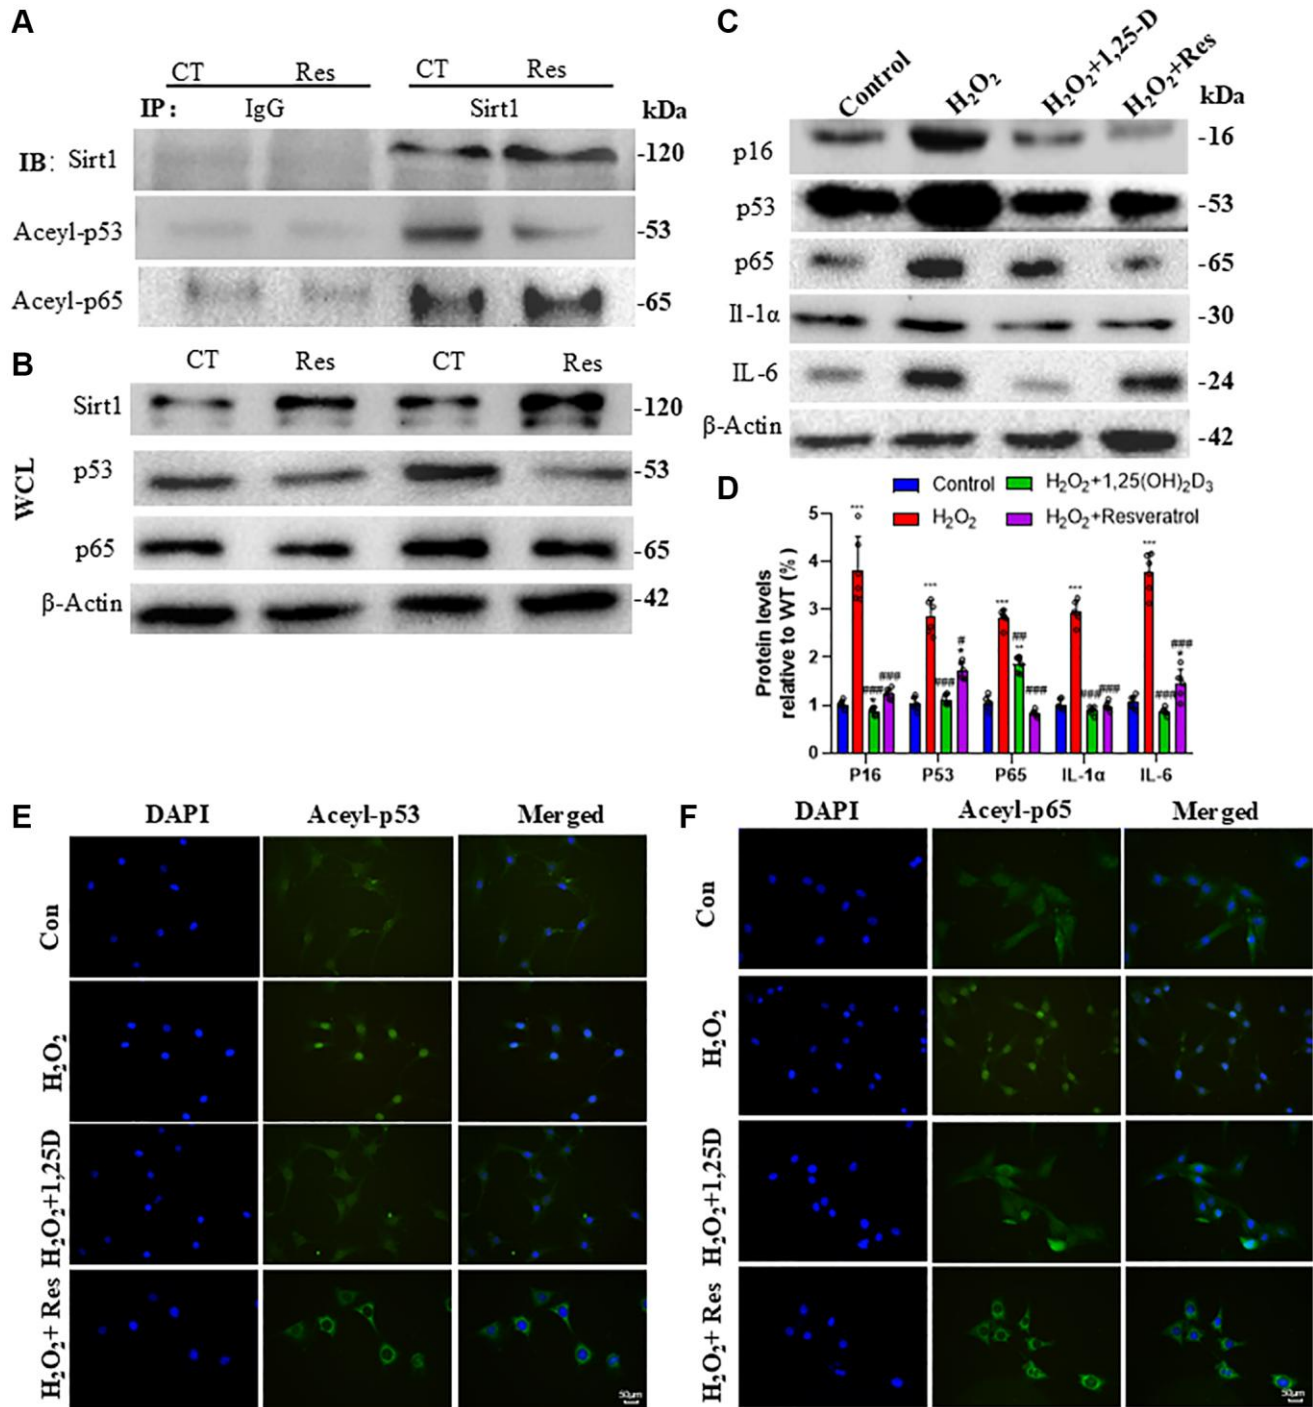 A
CT Res CT Res
IP: IgG Sirt1 kDa
IB: Sirt1 -120
Aceyl-p53 -53
Aceyl-p65 -65
B
CT Res CT Res
WCL
Sirt1 -120
p53 -53
p65 -65
β-Actin -42
C
Control H₂O₂ H₂O₂+1,25-D H₂O₂+Res kDa
p16 -16
p53 -53
p65 -65
Il-1α -30
IL-6 -24
β-Actin -42
D
Control H₂O₂+1,25(OH)₂D₃
H₂O₂ H₂O₂+Resveratrol
Protein levels
relative to WT (%)
5
4
3
2
1
0
*** ### * ###
*** ### # *
*** ## ** ###
*** ### ###
*** ### ### *
P16 P53 P65 IL-1α IL-6
E
DAPI Aceyl-p53 Merged
Con
H₂O₂
H₂O₂+1,25D
H₂O₂+ Res
50μm
F
DAPI Aceyl-p65 Merged
Con
H₂O₂
H₂O₂+1,25D
H₂O₂+ Res
50μm